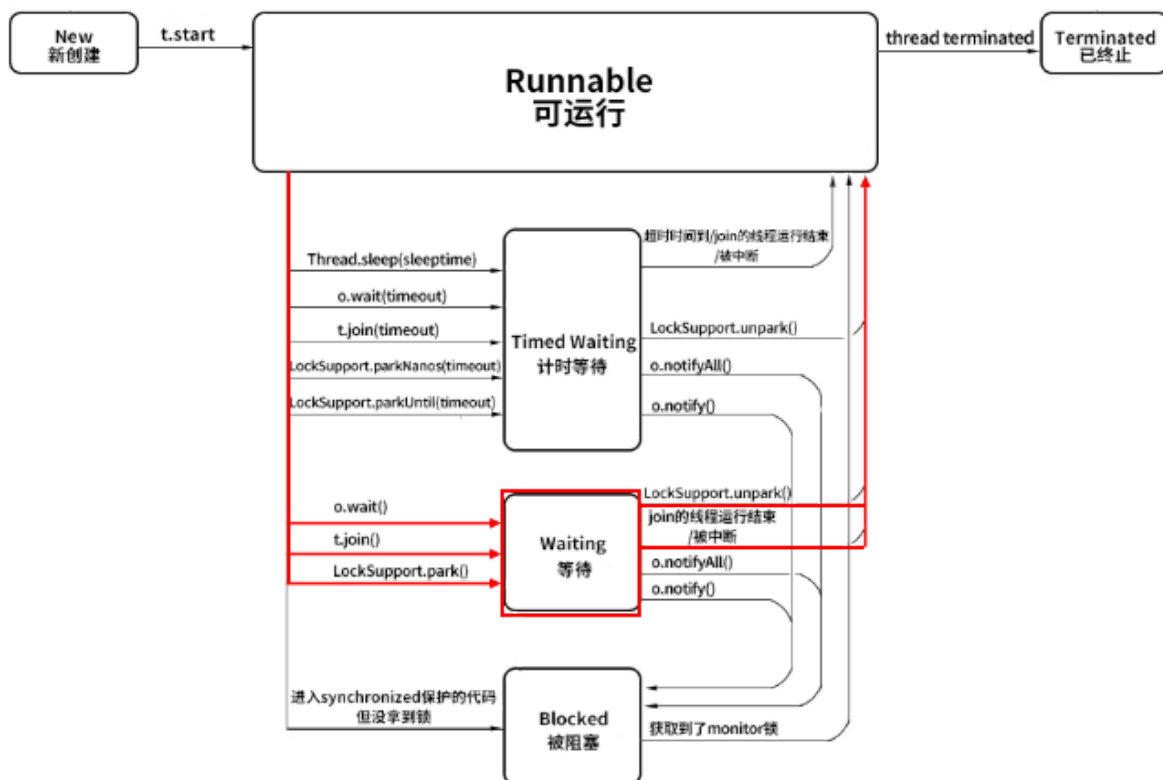 New
新创建
t.start
Runnable
可运行
thread terminated
Terminated
已终止
Thread.sleep(sleeptime)
o.wait(timeout)
t.join(timeout)
LockSupport.parkNanos(timeout)
LockSupport.parkUntil(timeout)
Timed Waiting
计时等待
超时时间到/join的线程运行结束
/被中断
LockSupport.unpark()
o.notifyAll()
o.notify()
o.wait()
t.join()
LockSupport.park()
Waiting
等待
LockSupport.unpark()
join的线程运行结束
/被中断
o.notifyAll()
o.notify()
进入synchronized保护的代码
但没拿到锁
Blocked
被阻塞
获取到了monitor锁